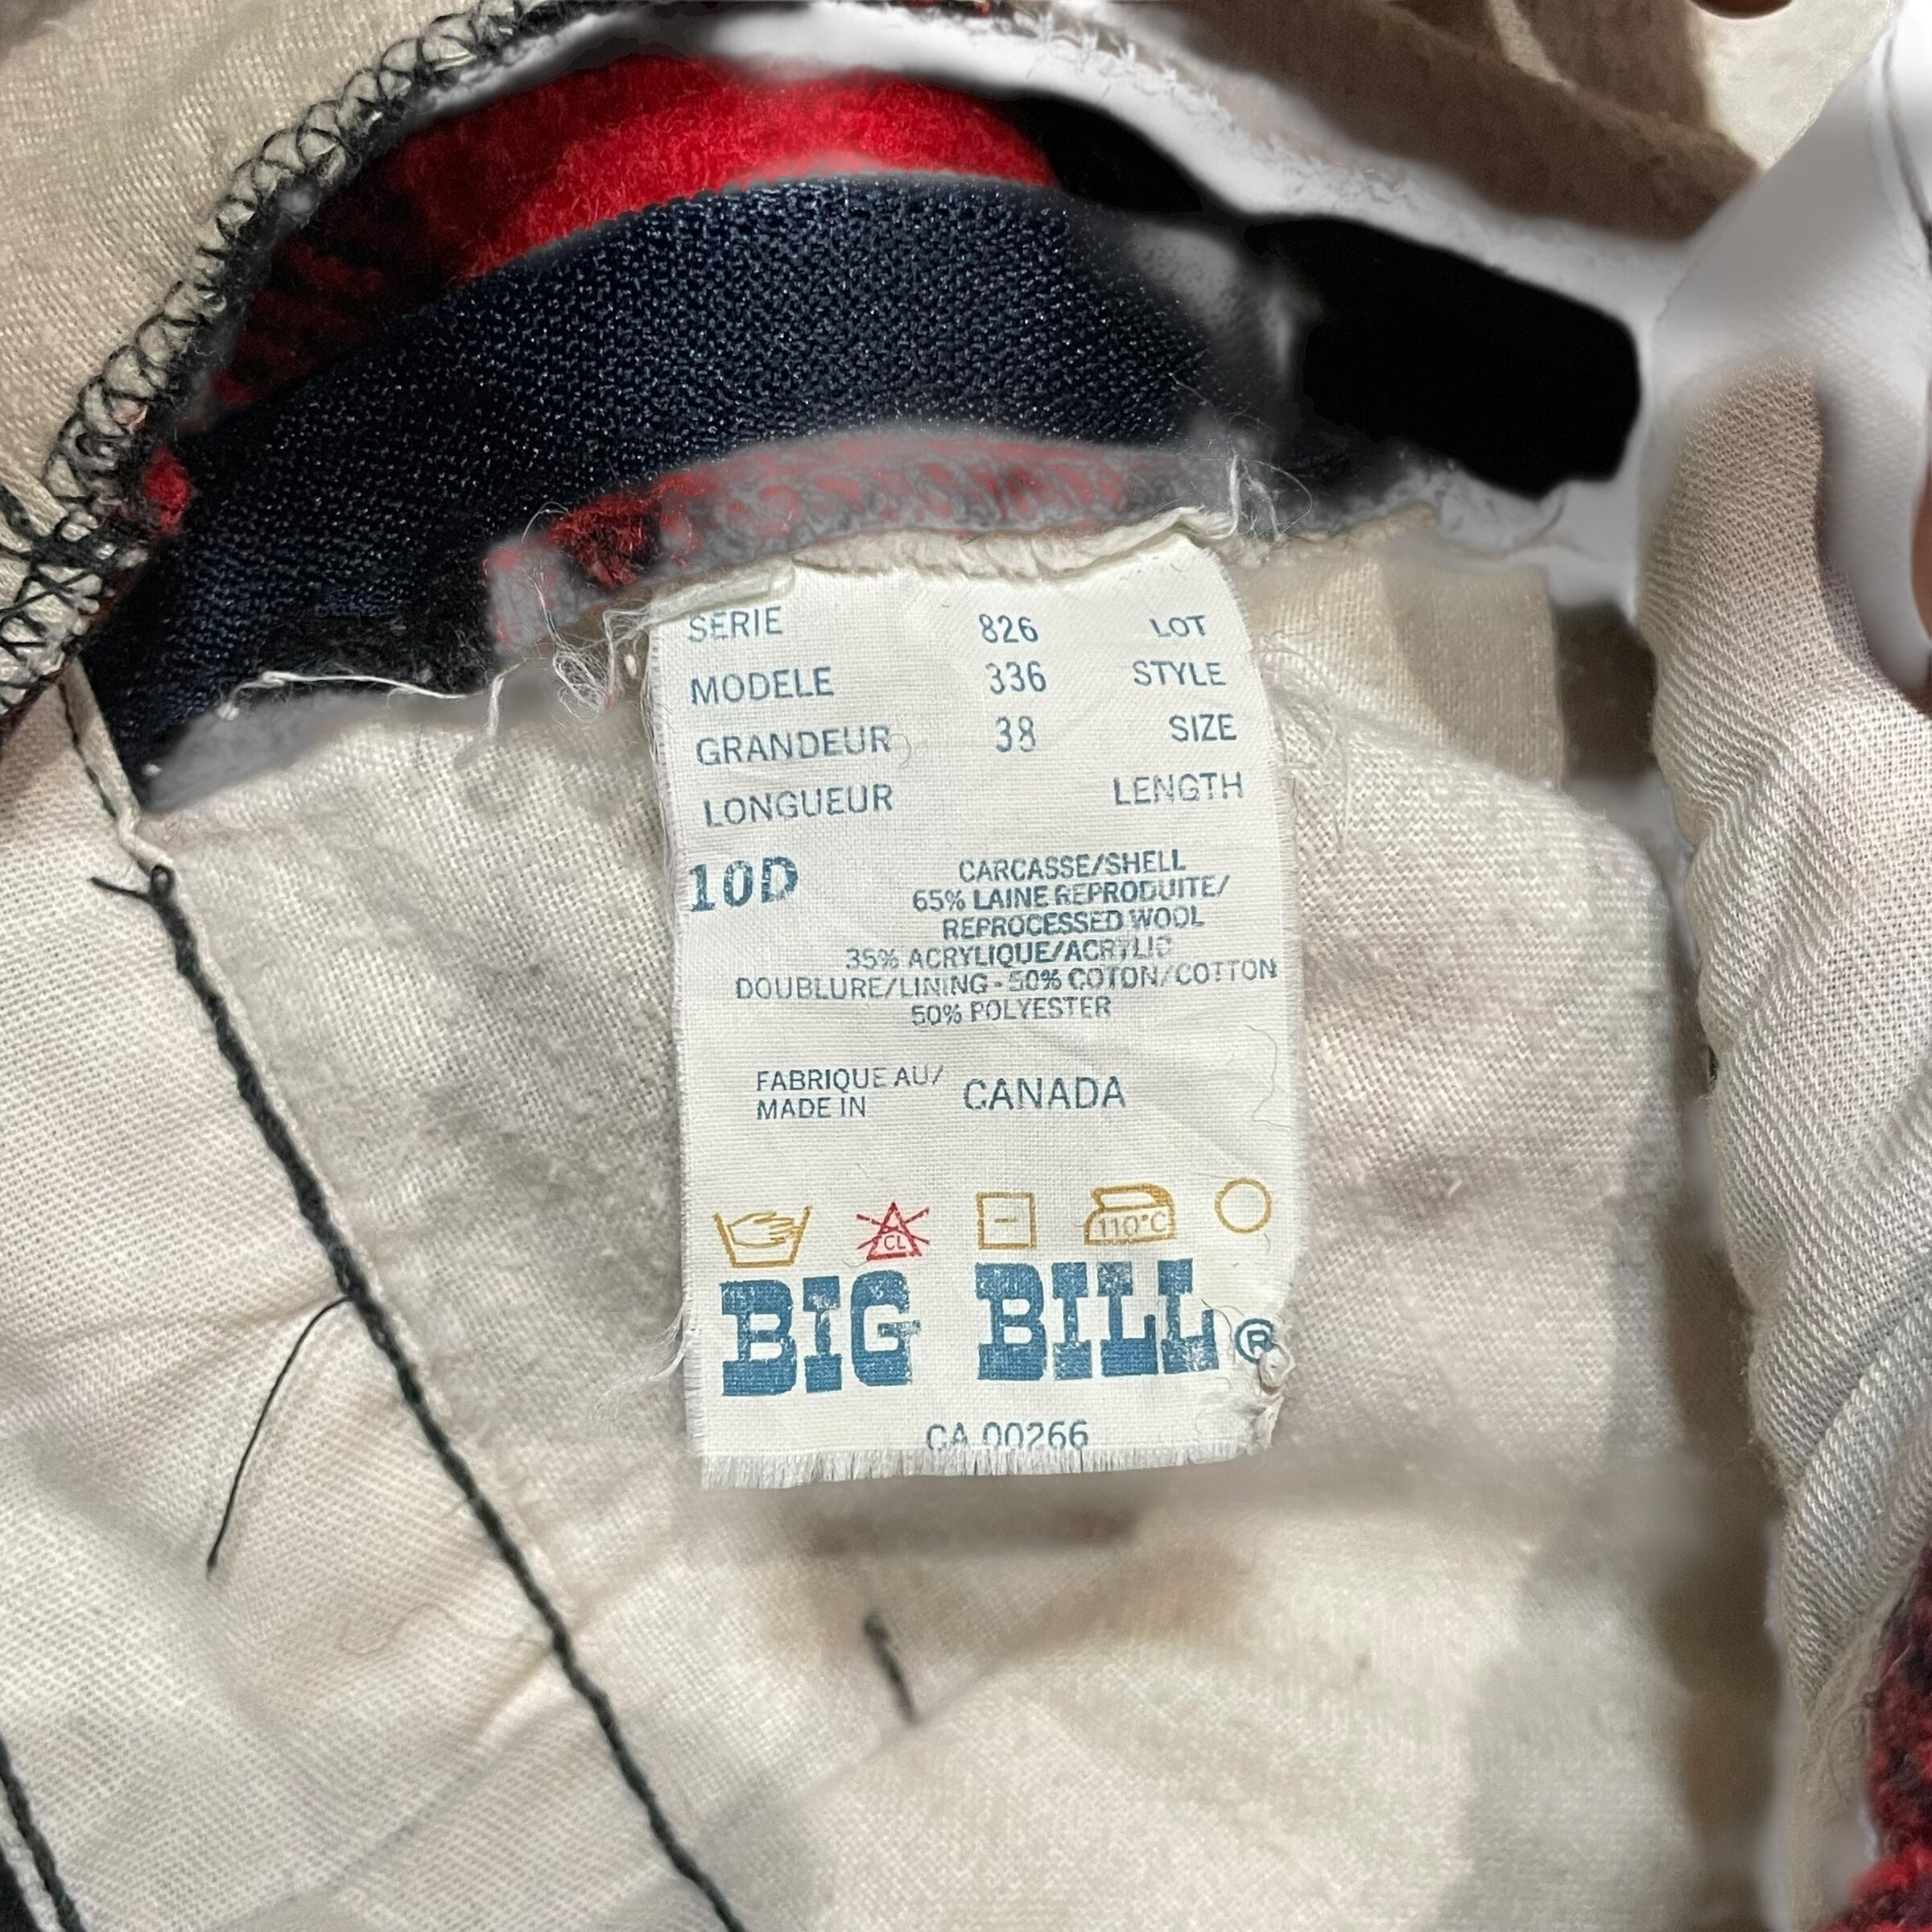 SERIE 826 LOT
MODELE 336 STYLE
GRANDEUR 38 SIZE
LONGUEUR LENGTH
10D
CARCASSE/SHELL
65% LAINE REPRODUITE/
REPROCESSED WOOL
35% ACRYLIQUE/ACRYLIC
DOUBLURE/LINING - 50% COTON/COTTON
50% POLYESTER
FABRIQUE AU/
MADE IN CANADA
CL 110°C
BIG BILL®
CA 00266